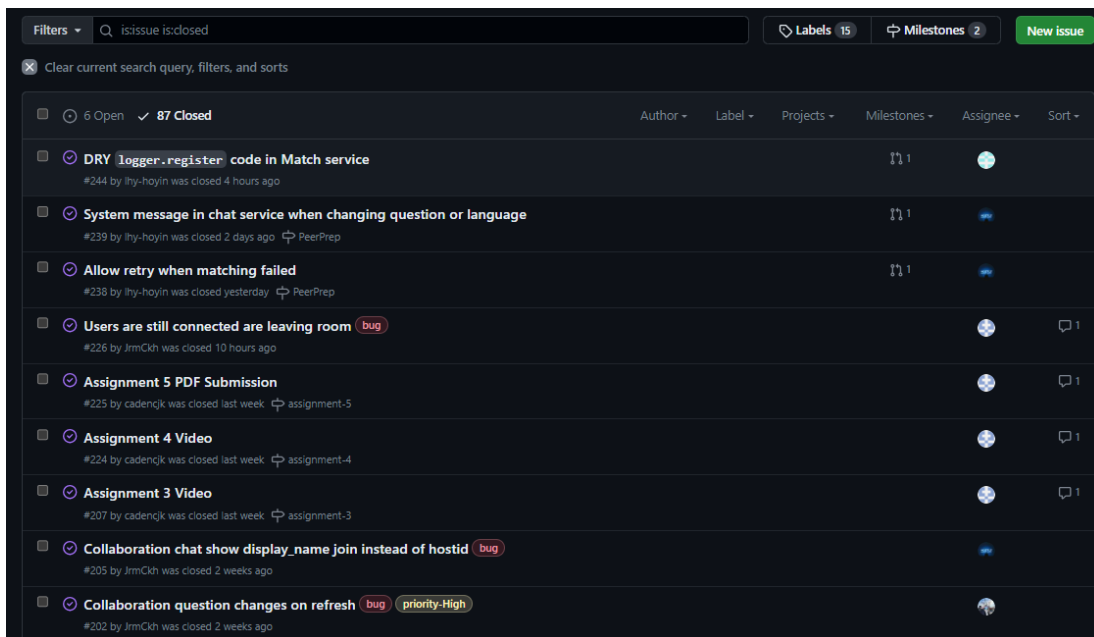 Filters is:issue is:closed Labels 15 Milestones 2 New issue
Clear current search query, filters, and sorts
6 Open 87 Closed Author Label Projects Milestones Assignee Sort
DRY logger.register code in Match service 1
#244 by lhy-hoyin was closed 4 hours ago
System message in chat service when changing question or language 1
#239 by lhy-hoyin was closed 2 days ago PeerPrep
Allow retry when matching failed 1
#238 by lhy-hoyin was closed yesterday PeerPrep
Users are still connected are leaving room bug 1
#226 by JrmCkh was closed 10 hours ago
Assignment 5 PDF Submission 1
#225 by cadencjk was closed last week assignment-5
Assignment 4 Video 1
#224 by cadencjk was closed last week assignment-4
Assignment 3 Video 1
#207 by cadencjk was closed last week assignment-3
Collaboration chat show display_name join instead of hostid bug
#205 by JrmCkh was closed 2 weeks ago
Collaboration question changes on refresh bug priority-High
#202 by JrmCkh was closed 2 weeks ago